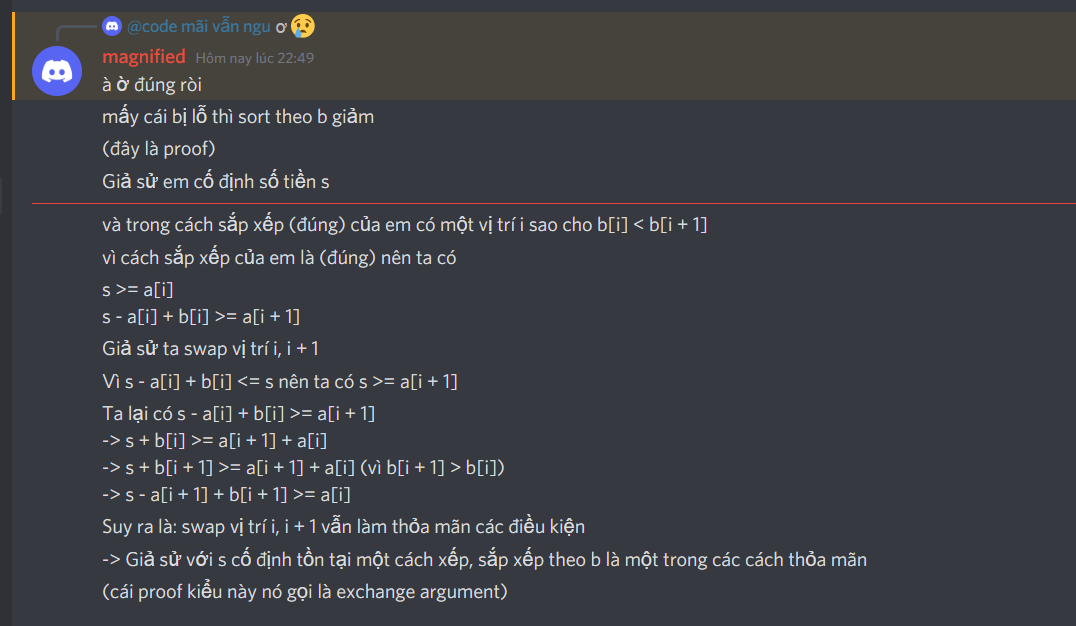 @code mãi vẫn ngu ơ 😢
magnified Hôm nay lúc 22:49
à ờ đúng ròi
mấy cái bị lỗ thì sort theo b giảm
(đây là proof)
Giả sử em cố định số tiền s
và trong cách sắp xếp (đúng) của em có một vị trí i sao cho b[i] < b[i + 1]
vì cách sắp xếp của em là (đúng) nên ta có
s >= a[i]
s - a[i] + b[i] >= a[i + 1]
Giả sử ta swap vị trí i, i + 1
Vì s - a[i] + b[i] <= s nên ta có s >= a[i + 1]
Ta lại có s - a[i] + b[i] >= a[i + 1]
-> s + b[i] >= a[i + 1] + a[i]
-> s + b[i + 1] >= a[i + 1] + a[i] (vì b[i + 1] > b[i])
-> s - a[i + 1] + b[i + 1] >= a[i]
Suy ra là: swap vị trí i, i + 1 vẫn làm thỏa mãn các điều kiện
-> Giả sử với s cố định tồn tại một cách xếp, sắp xếp theo b là một trong các cách thỏa mãn
(cái proof kiểu này nó gọi là exchange argument)